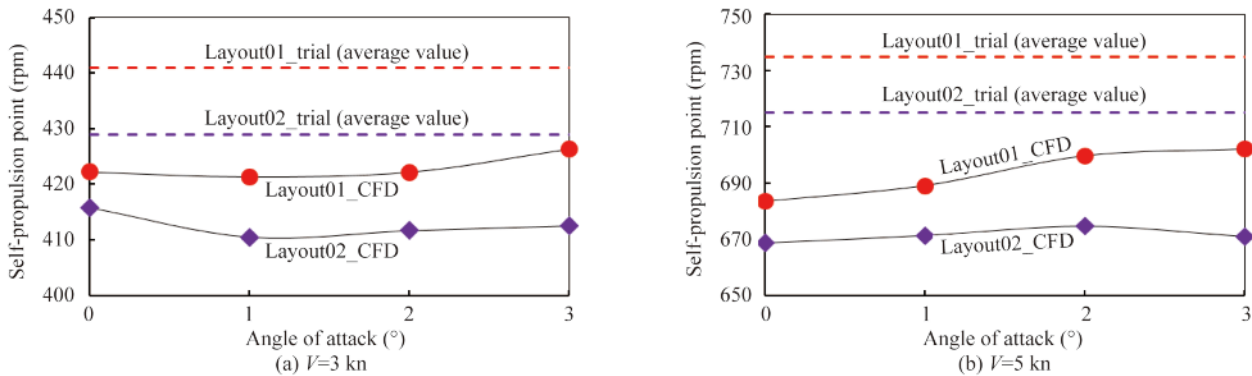 Self-propulsion point (rpm)
450
440
430
420
410
400
Layout01_trial (average value)
Layout02_trial (average value)
Layout01_CFD
Layout02_CFD
0
1
2
3
Angle of attack (°)
(a) V=3 kn
Self-propulsion point (rpm)
750
730
710
690
670
650
Layout01_trial (average value)
Layout02_trial (average value)
Layout01_CFD
Layout02_CFD
0
1
2
3
Angle of attack (°)
(b) V=5 kn